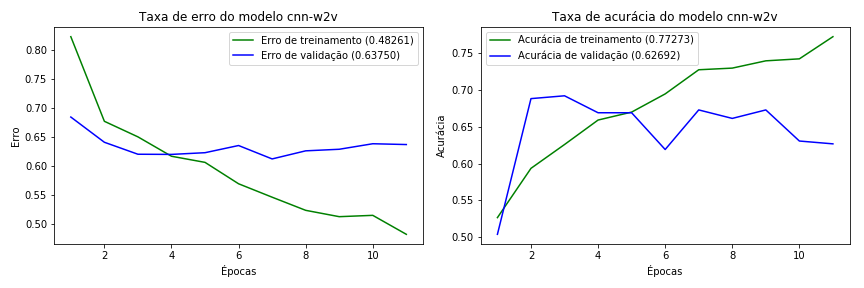 Taxa de erro do modelo cnn-w2v
Erro de treinamento (0.48261)
Erro de validação (0.63750)
0.80
0.75
0.70
0.65
0.60
0.55
0.50
Erro
2
4
6
8
10
Épocas
Taxa de acurácia do modelo cnn-w2v
Acurácia de treinamento (0.77273)
Acurácia de validação (0.62692)
0.75
0.70
0.65
0.60
0.55
0.50
Acurácia
2
4
6
8
10
Épocas